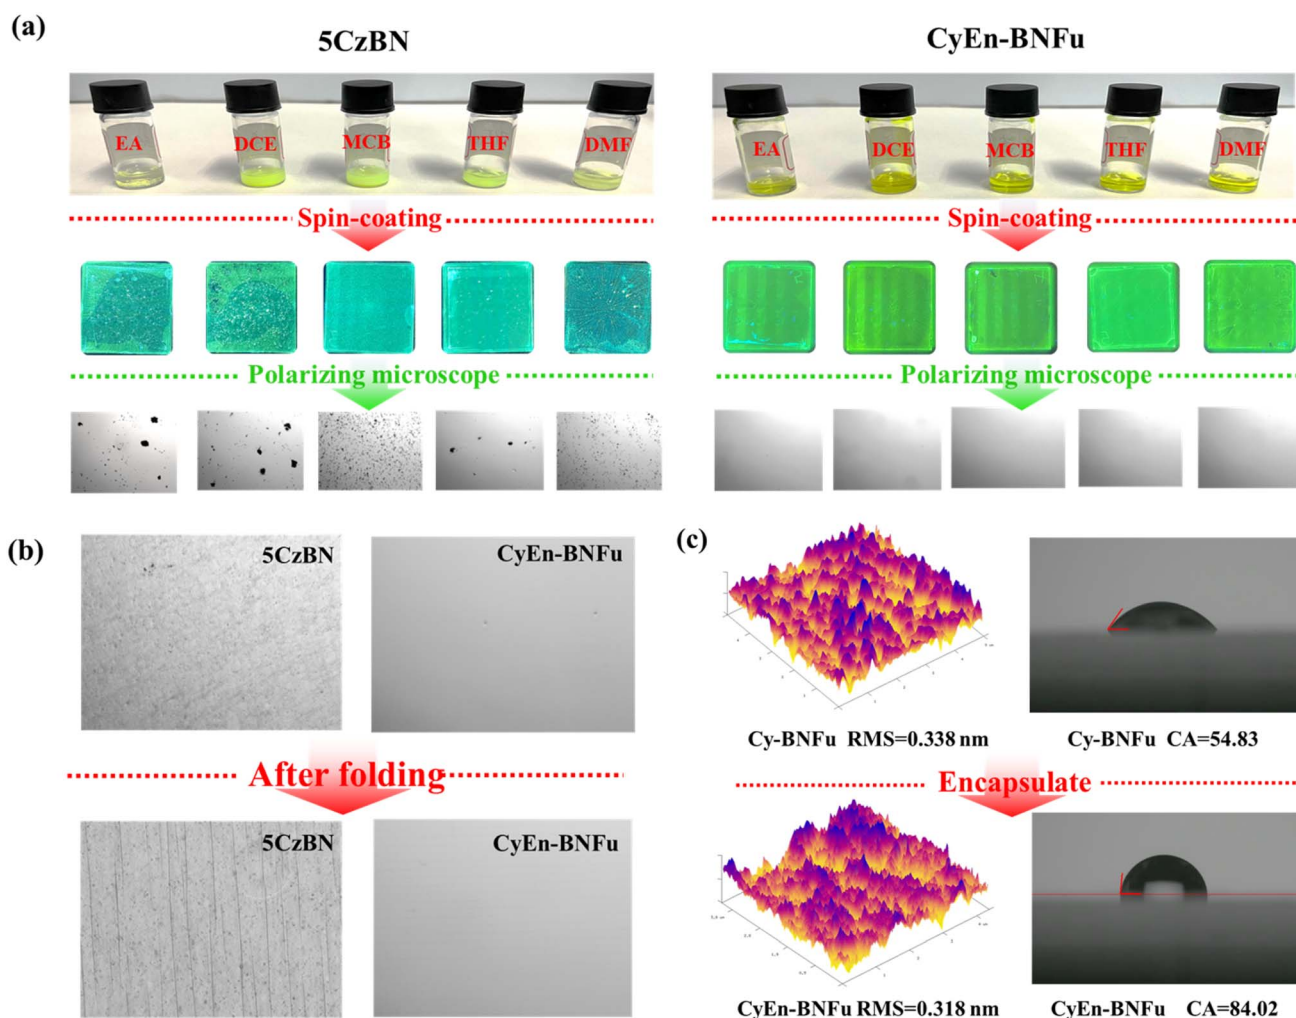 (a)
5CzBN
CyEn-BNFu
EA DCE MCB THF DMF
EA DCE MCB THF DMF
Spin-coating
Spin-coating
Polarizing microscope
Polarizing microscope
(b)
5CzBN
CyEn-BNFu
After folding
5CzBN
CyEn-BNFu
(c)
Cy-BNFu RMS=0.338 nm
Cy-BNFu CA=54.83
Encapsulate
CyEn-BNFu RMS=0.318 nm
CyEn-BNFu CA=84.02